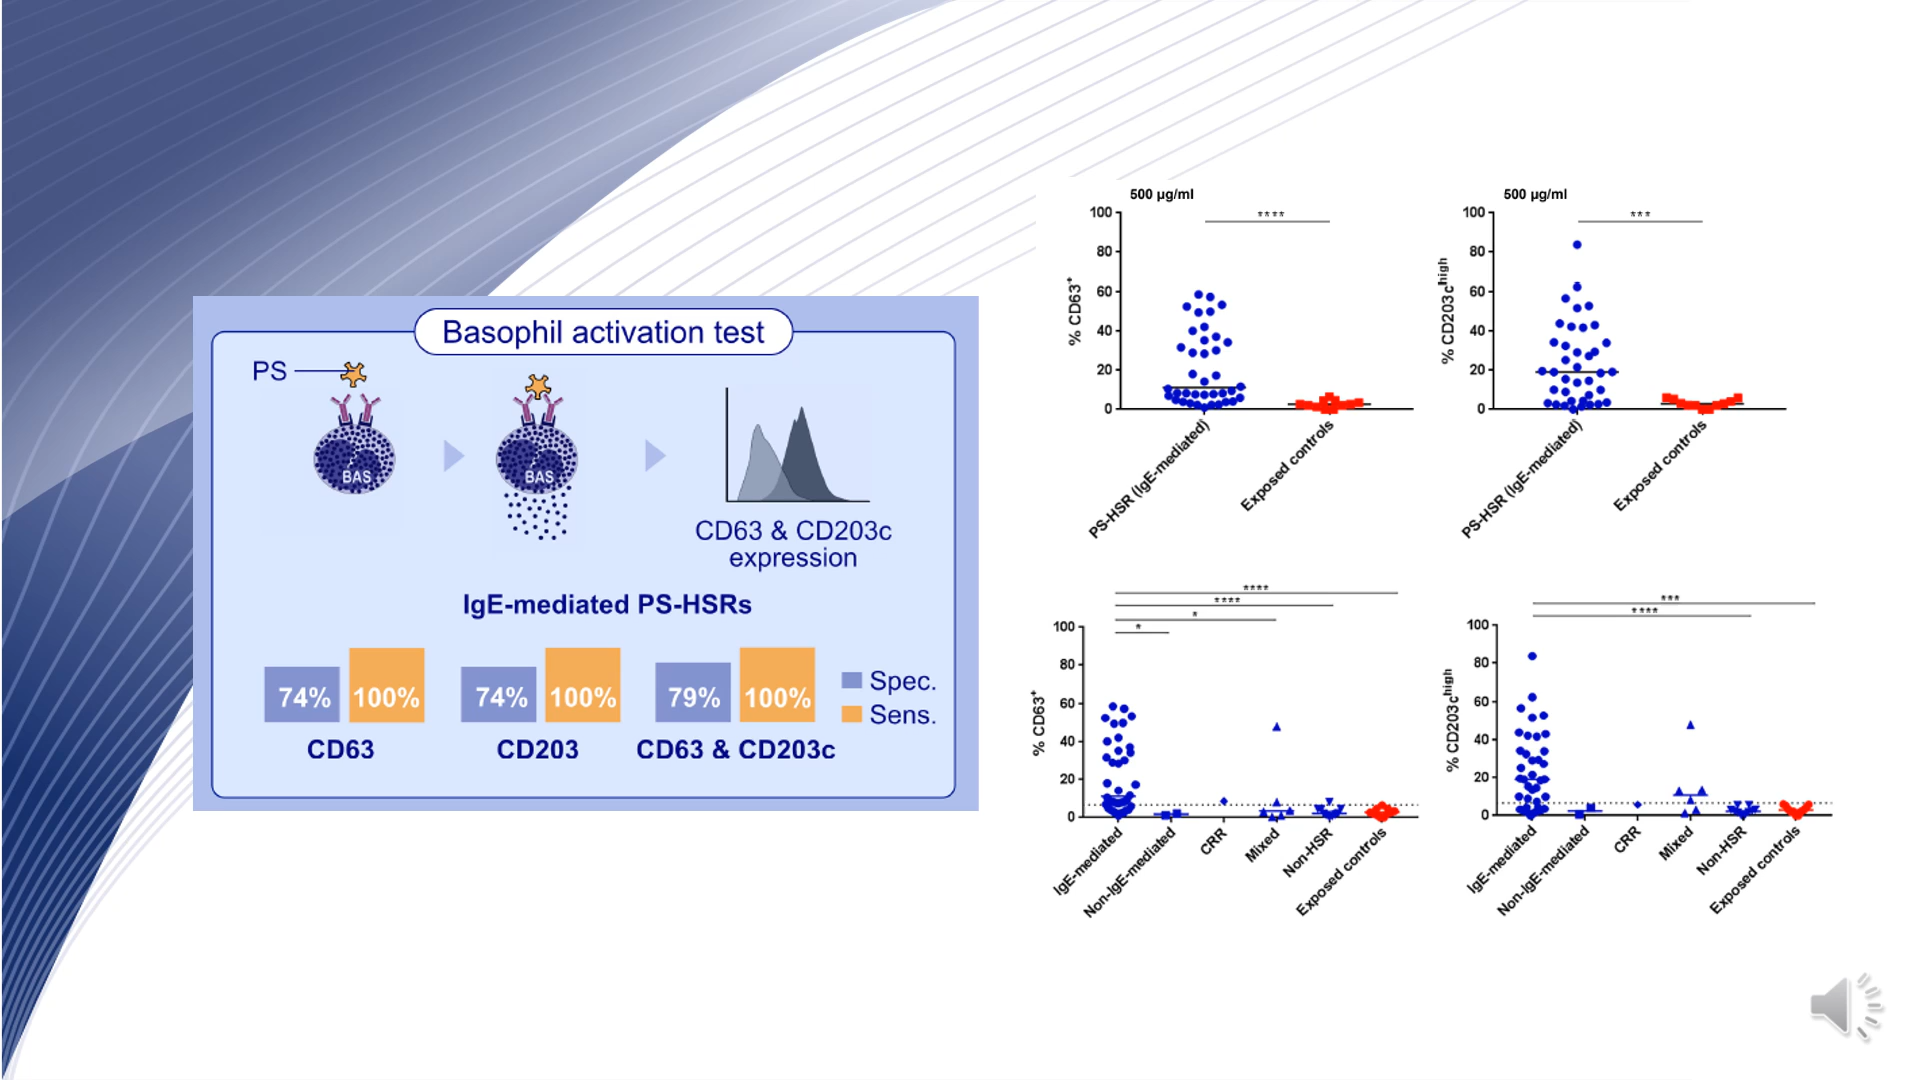 Basophil activation test
PS
BAS
BAS
CD63 & CD203c
expression
IgE-mediated PS-HSRs
74%
100%
74%
100%
79%
100%
Spec.
Sens.
CD63
CD203
CD63 & CD203c
500 µg/ml
****
% CD63+
100
80
60
40
20
0
PS-HSR (IgE-mediated)
Exposed controls
500 µg/ml
***
% CD203chigh
100
80
60
40
20
0
PS-HSR (IgE-mediated)
Exposed controls
****
****
*
*
% CD63+
100
80
60
40
20
0
IgE-mediated
Non-IgE-mediated
CRR
Mixed
Non-HSR
Exposed controls
***
****
% CD203chigh
100
80
60
40
20
0
IgE-mediated
Non-IgE-mediated
CRR
Mixed
Non-HSR
Exposed controls